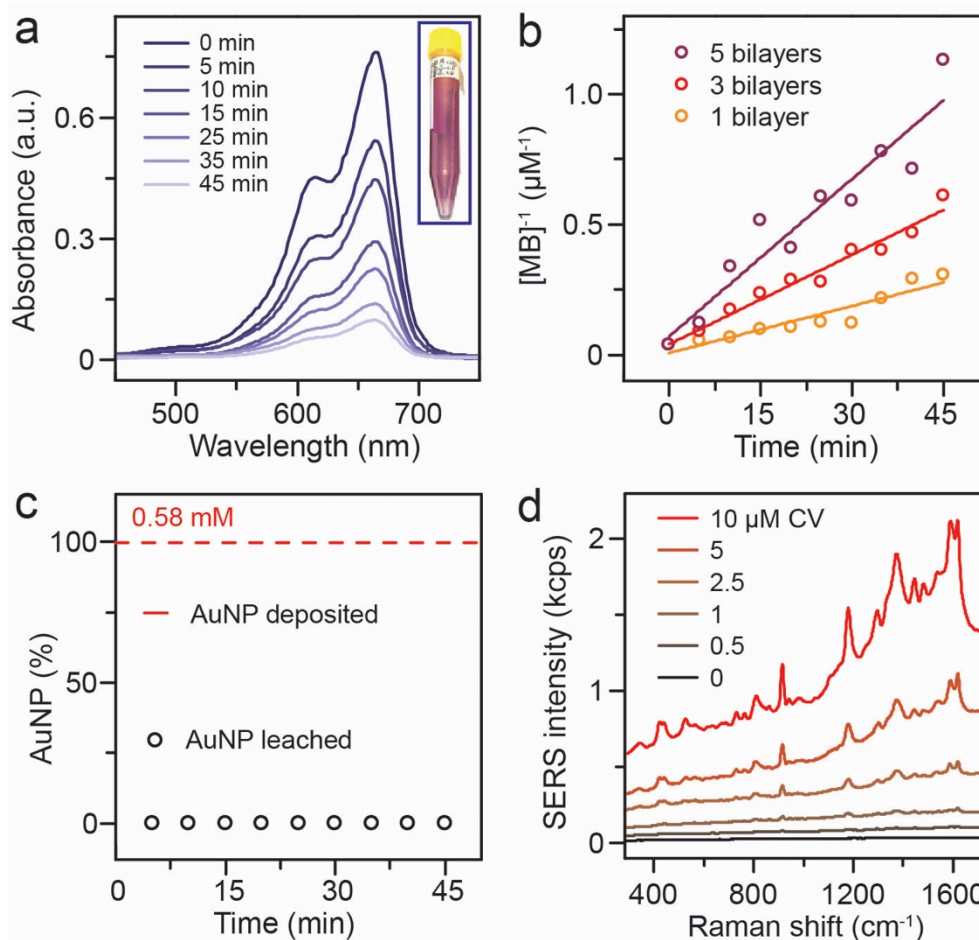 a
0 min
5 min
10 min
15 min
25 min
35 min
45 min
0.6
0.3
0
500
600
700
Absorbance (a.u.)
Wavelength (nm)
b
5 bilayers
3 bilayers
1 bilayer
1.0
0.5
0
0
15
30
45
[MB]⁻¹ (µM⁻¹)
Time (min)
c
0.58 mM
100
AuNP deposited
50
AuNP leached
0
0
15
30
45
AuNP (%)
Time (min)
d
10 µM CV
5
2.5
1
0.5
0
2
1
0
400
800
1200
1600
SERS intensity (kcps)
Raman shift (cm⁻¹)